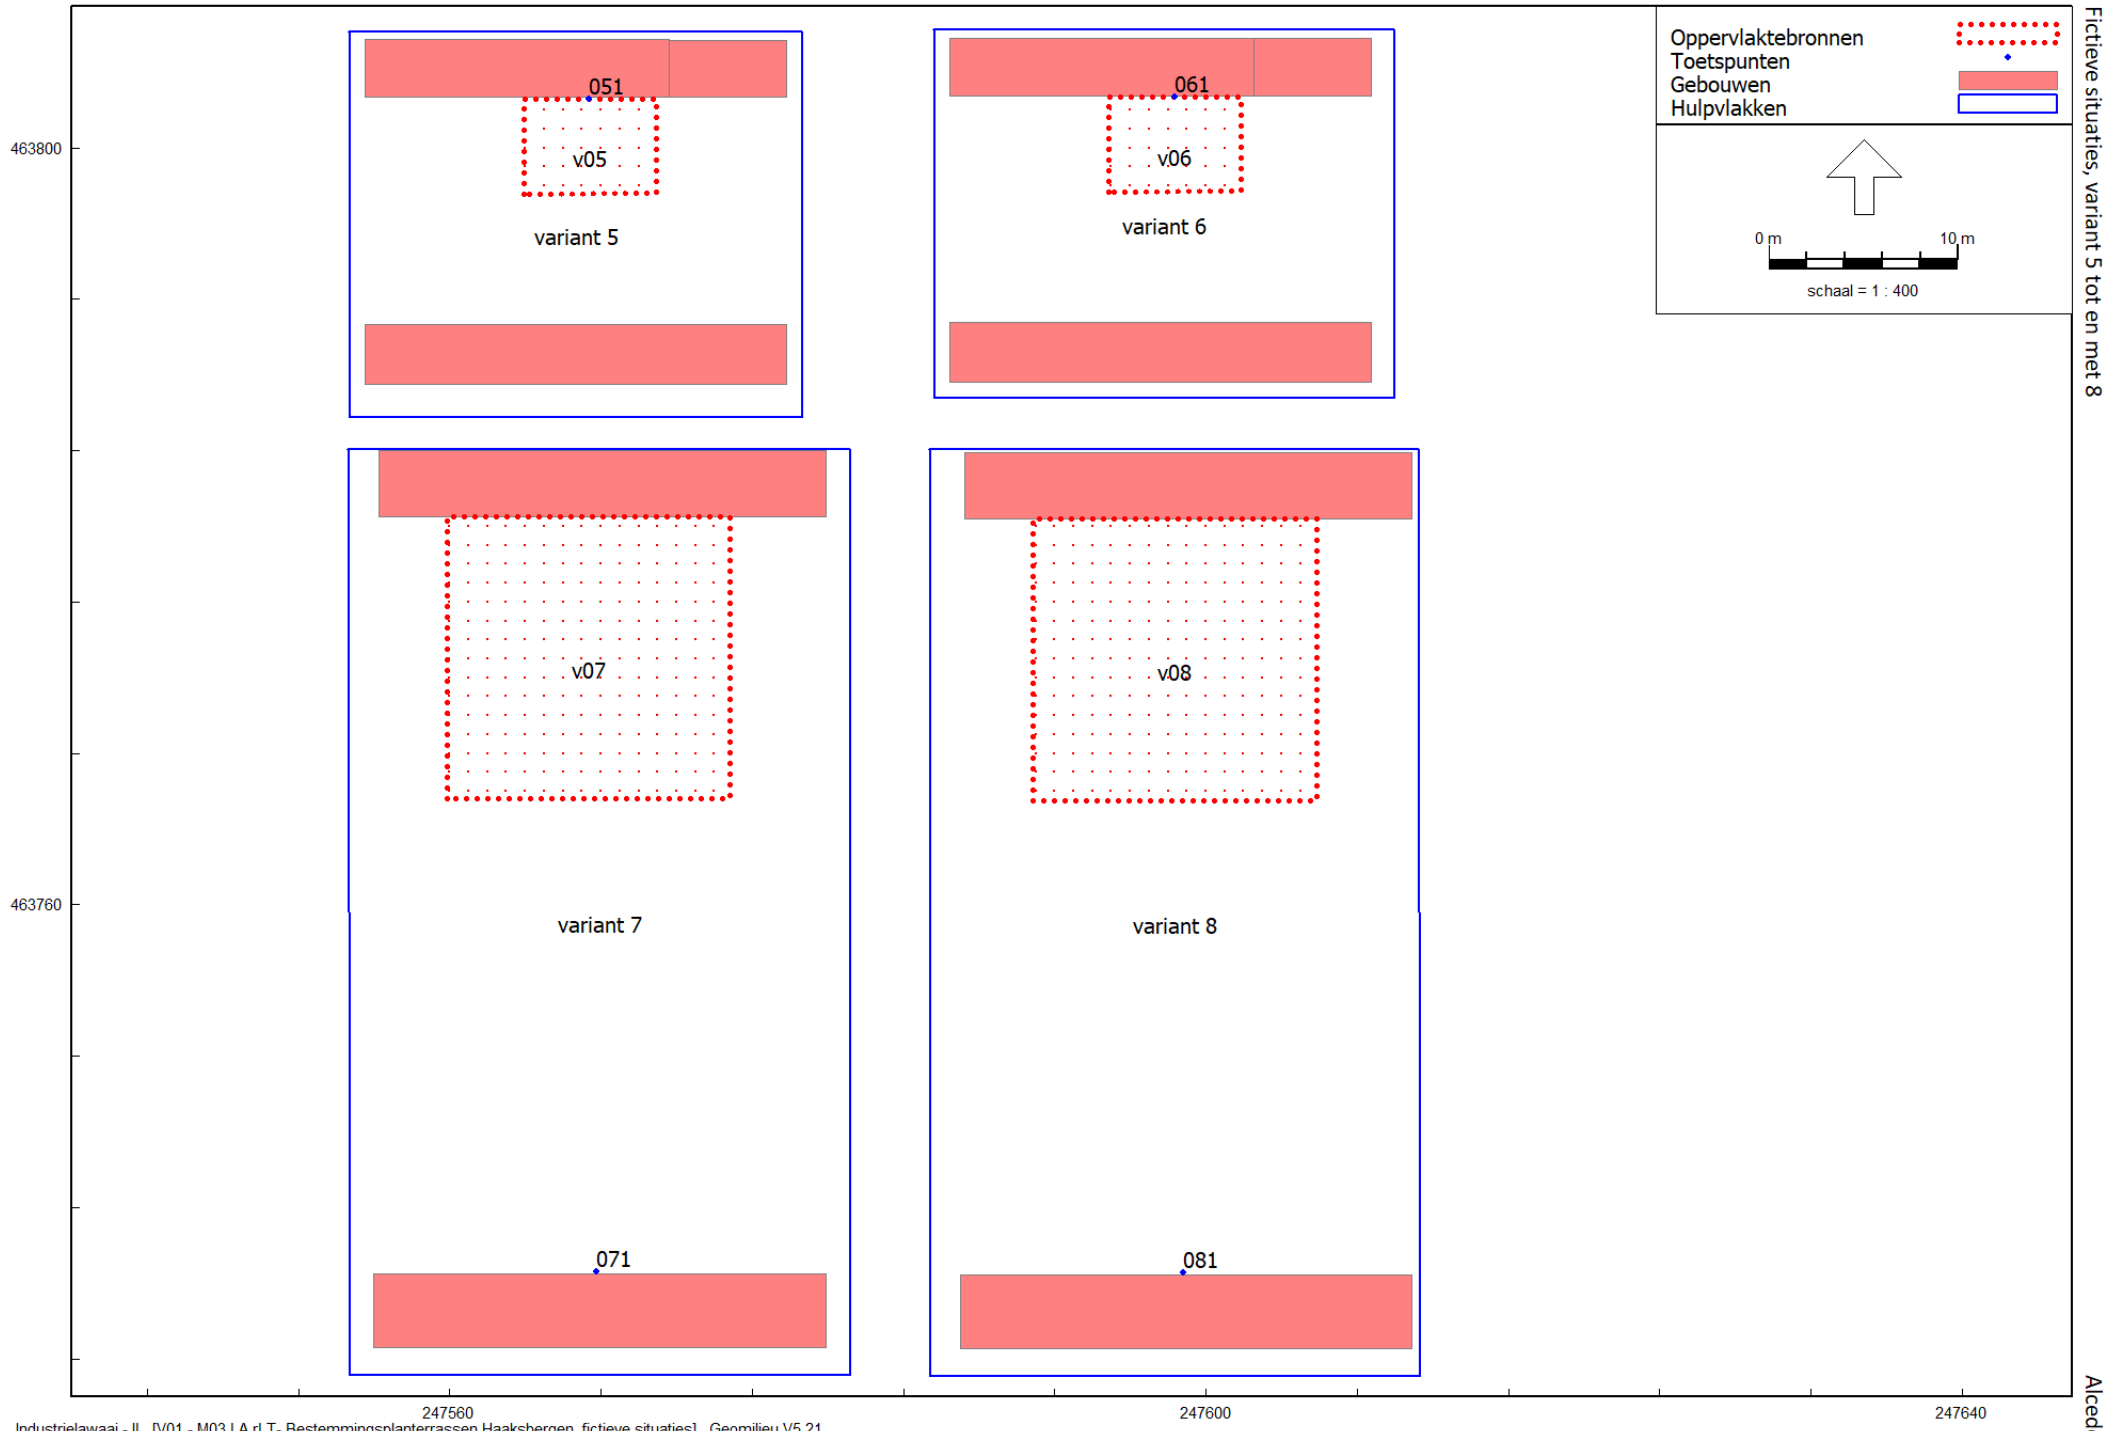 Oppervlaktebronnen
Toetspunten
Gebouwen
Hulpvlakken
0 m 10 m
schaal = 1 : 400
Fictieve situaties, variant 5 tot en met 8
463800
051
v05
variant 5
061
v06
variant 6
v07
v08
463760
variant 7
variant 8
071
081
247560
247600
247640